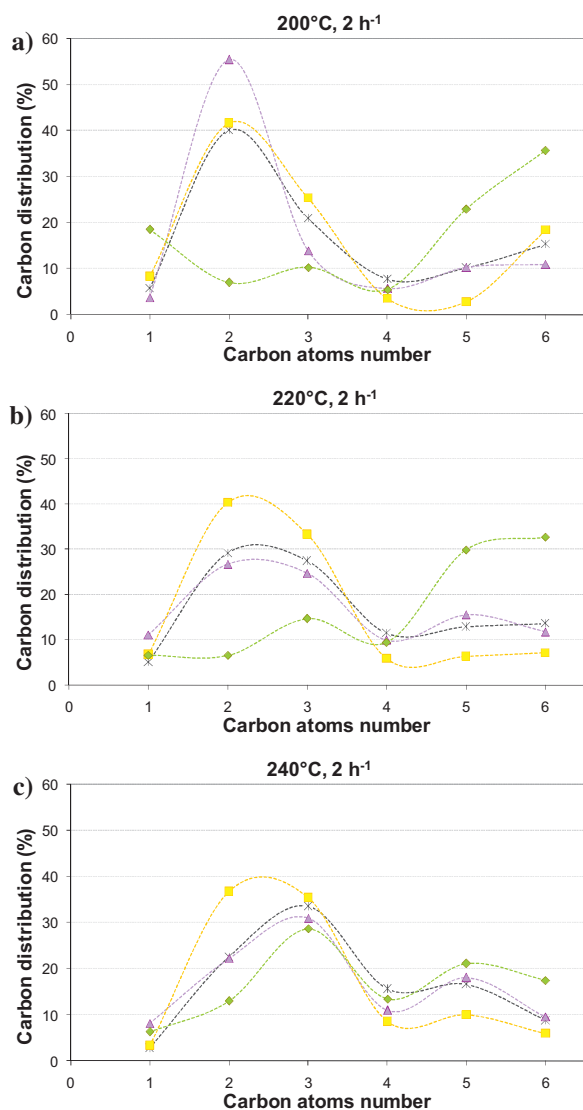 a)
200°C, 2 h-1
Carbon distribution (%)
60
50
40
30
20
10
0
0 1 2 3 4 5 6
Carbon atoms number
b)
220°C, 2 h-1
Carbon distribution (%)
60
50
40
30
20
10
0
0 1 2 3 4 5 6
Carbon atoms number
c)
240°C, 2 h-1
Carbon distribution (%)
60
50
40
30
20
10
0
0 1 2 3 4 5 6
Carbon atoms number